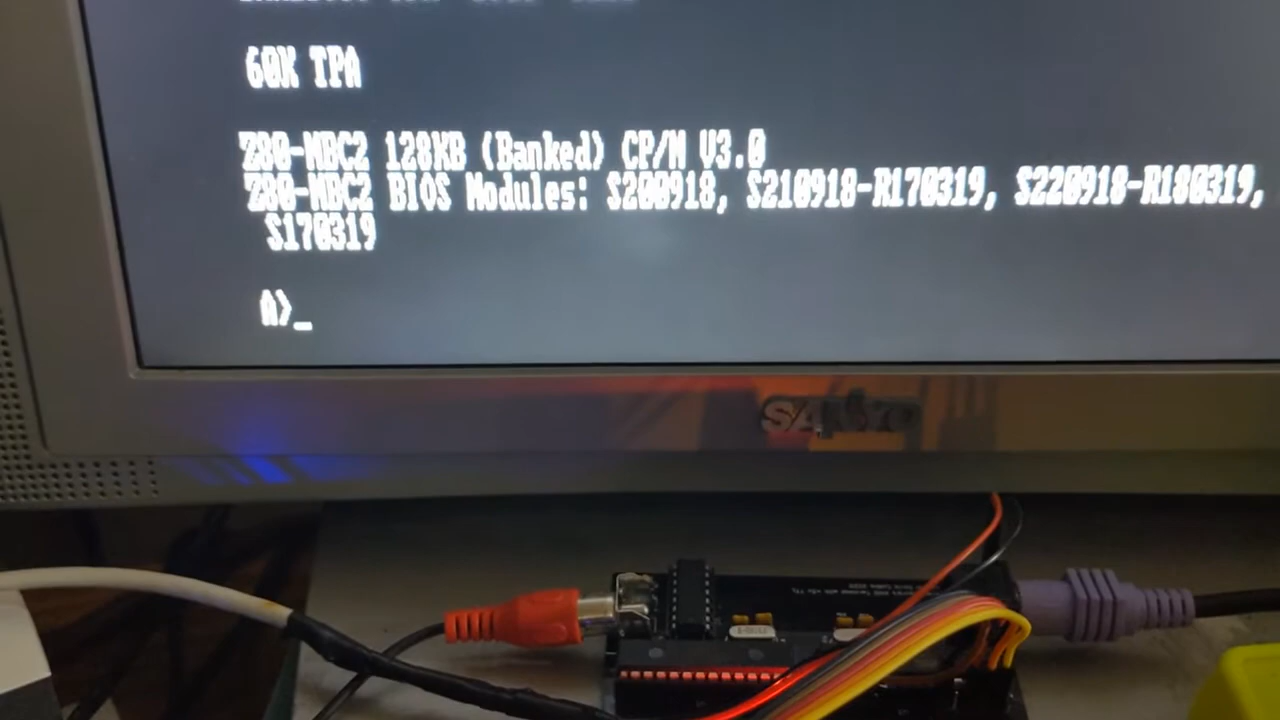 60K TPA
Z80-MBC2 128KB (Banked) CP/M V3.0
Z80-MBC2 BIOS Modules: S200918, S210918-R170319, S220918-R180319,
S170319
A>_
SANYO